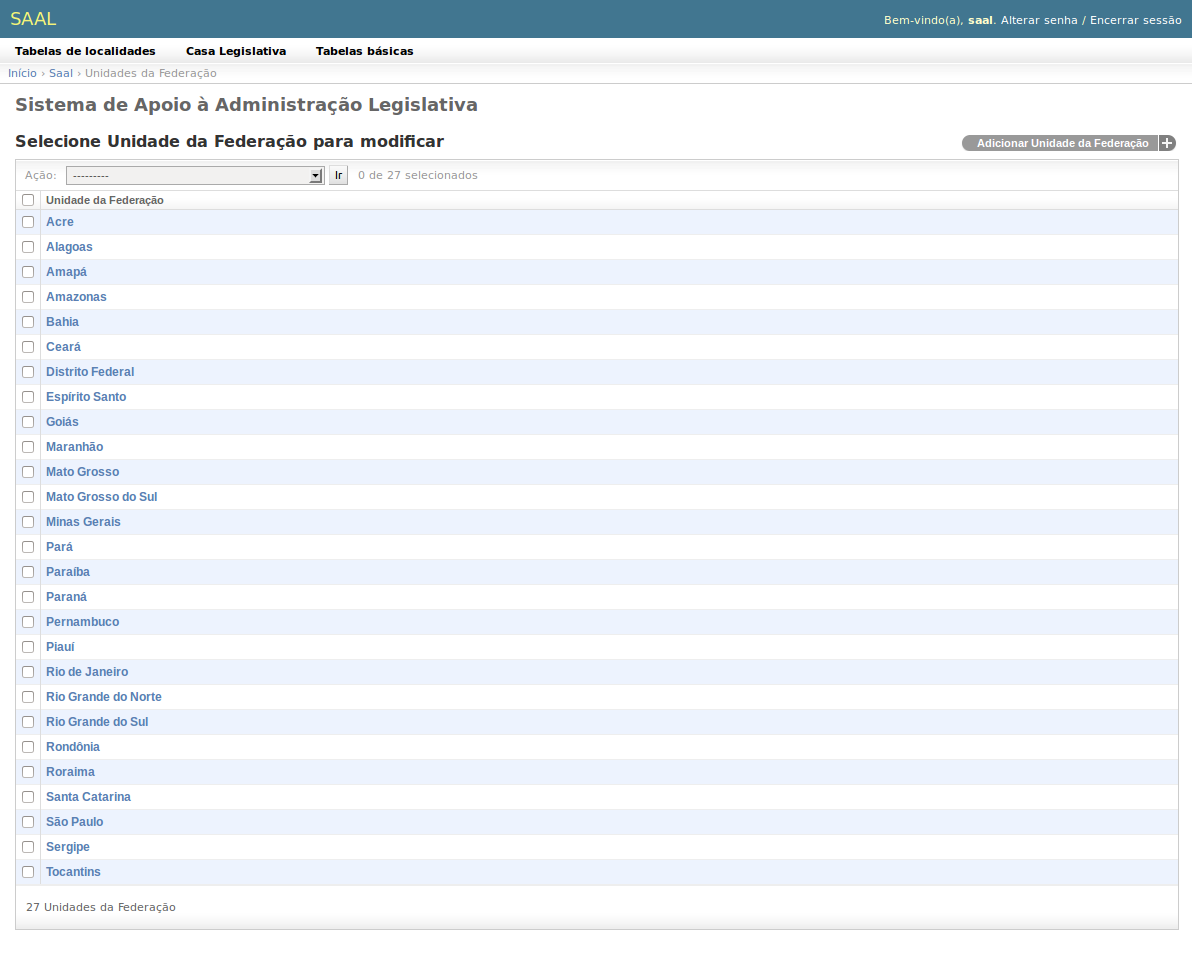 SAAL
Bem-vindo(a), saal. Alterar senha / Encerrar sessão
Tabelas de localidades Casa Legislativa Tabelas básicas
Início › Saal › Unidades da Federação
Sistema de Apoio à Administração Legislativa
Selecione Unidade da Federação para modificar
Adicionar Unidade da Federação
Ação: --------- Ir 0 de 27 selecionados
Unidade da Federação
Acre
Alagoas
Amapá
Amazonas
Bahia
Ceará
Distrito Federal
Espírito Santo
Goiás
Maranhão
Mato Grosso
Mato Grosso do Sul
Minas Gerais
Pará
Paraíba
Paraná
Pernambuco
Piauí
Rio de Janeiro
Rio Grande do Norte
Rio Grande do Sul
Rondônia
Roraima
Santa Catarina
São Paulo
Sergipe
Tocantins
27 Unidades da Federação